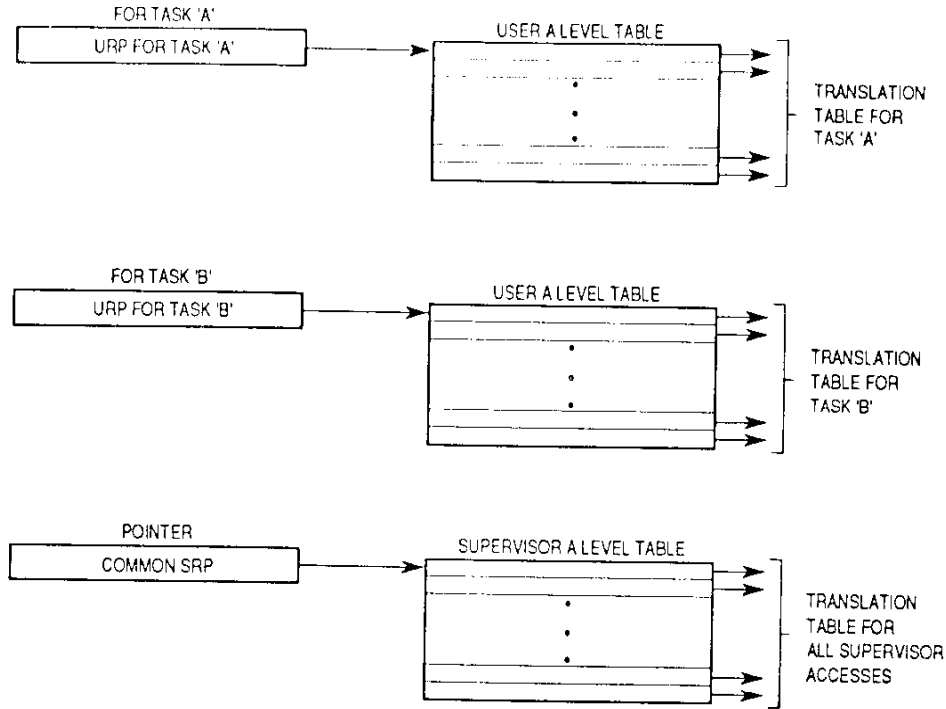 FOR TASK 'A'
URP FOR TASK 'A'
USER A LEVEL TABLE
TRANSLATION
TABLE FOR
TASK 'A'
FOR TASK 'B'
URP FOR TASK 'B'
USER A LEVEL TABLE
TRANSLATION
TABLE FOR
TASK 'B'
POINTER
COMMON SRP
SUPERVISOR A LEVEL TABLE
TRANSLATION
TABLE FOR
ALL SUPERVISOR
ACCESSES